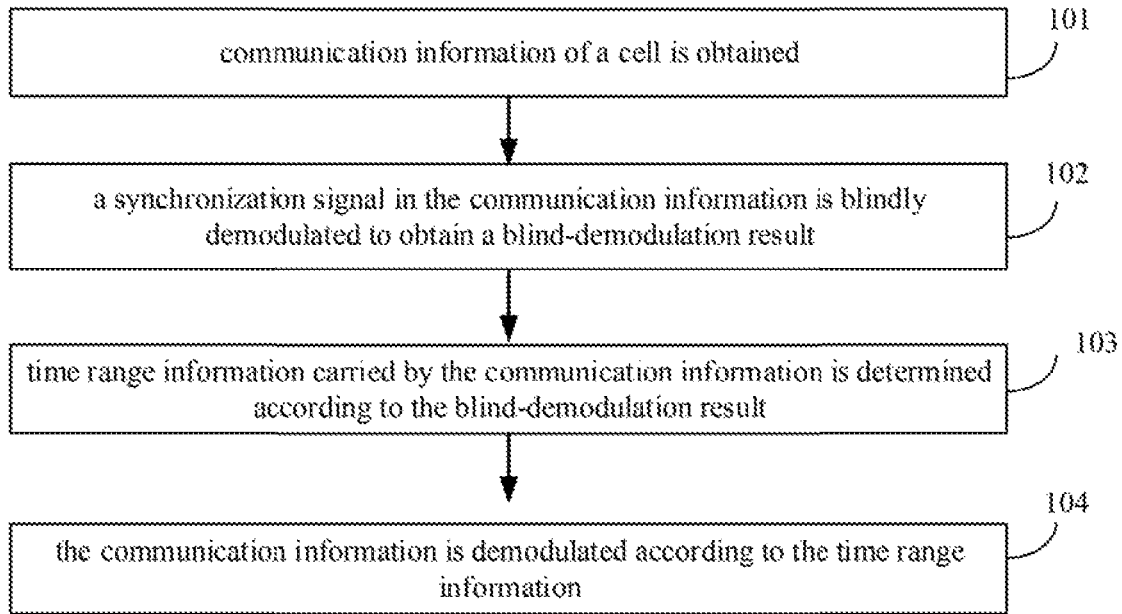 101
communication information of a cell is obtained
102
a synchronization signal in the communication information is blindly
demodulated to obtain a blind-demodulation result
103
time range information carried by the communication information is determined
according to the blind-demodulation result
104
the communication information is demodulated according to the time range
information